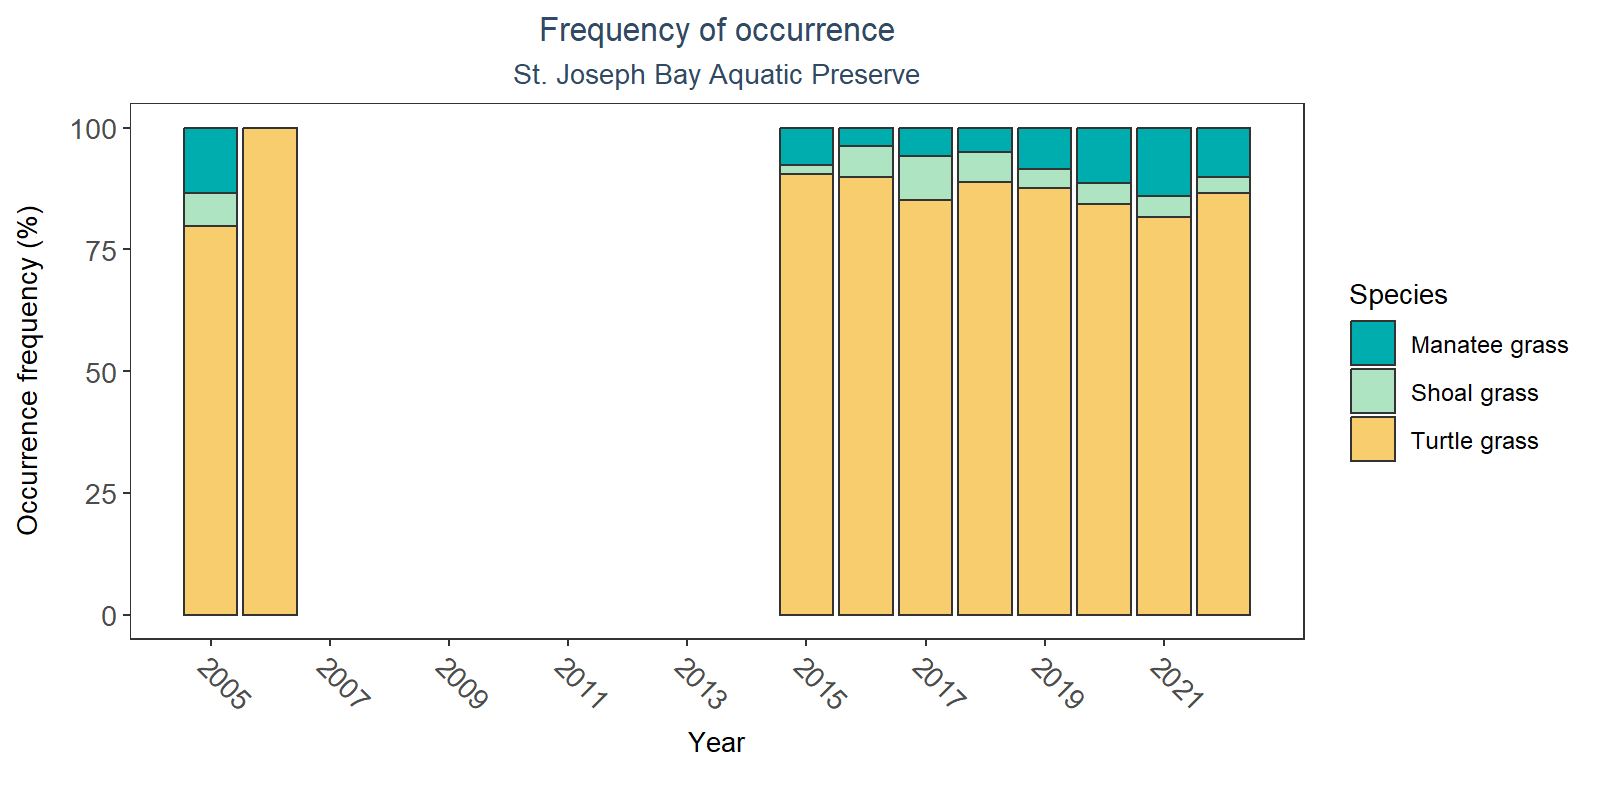 Frequency of occurrence
St. Joseph Bay Aquatic Preserve
Occurrence frequency (%)
100
75
50
25
0
2005
2007
2009
2011
2013
2015
2017
2019
2021
Year
Species
Manatee grass
Shoal grass
Turtle grass